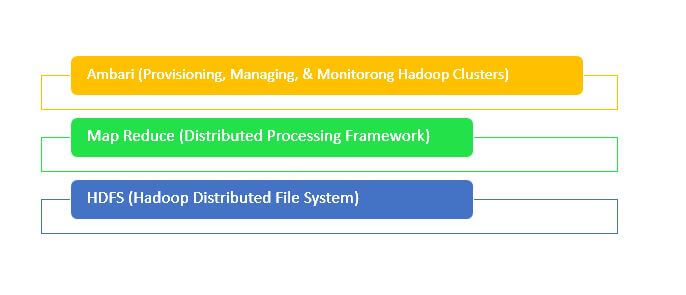 Ambari (Provisioning, Managing, & Monitorong Hadoop Clusters)
Map Reduce (Distributed Processing Framework)
HDFS (Hadoop Distributed File System)